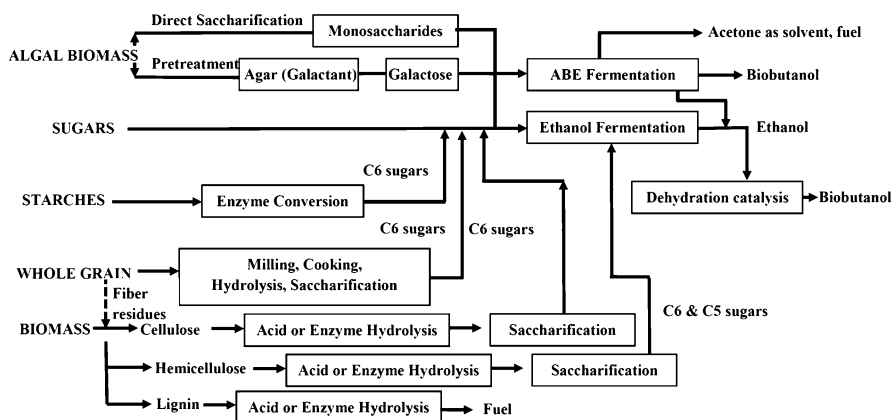 Direct Saccharification
Monosaccharides
Acetone as solvent, fuel
ALGAL BIOMASS
Pretreatment
Agar (Galactant)
Galactose
ABE Fermentation
Biobutanol
SUGARS
Ethanol Fermentation
Ethanol
C6 sugars
STARCHES
Enzyme Conversion
Dehydration catalysis
Biobutanol
C6 sugars
C6 sugars
WHOLE GRAIN
Milling, Cooking,
Hydrolysis, Saccharification
Fiber
residues
C6 & C5 sugars
BIOMASS
Cellulose
Acid or Enzyme Hydrolysis
Saccharification
Hemicellulose
Acid or Enzyme Hydrolysis
Saccharification
Lignin
Acid or Enzyme Hydrolysis
Fuel